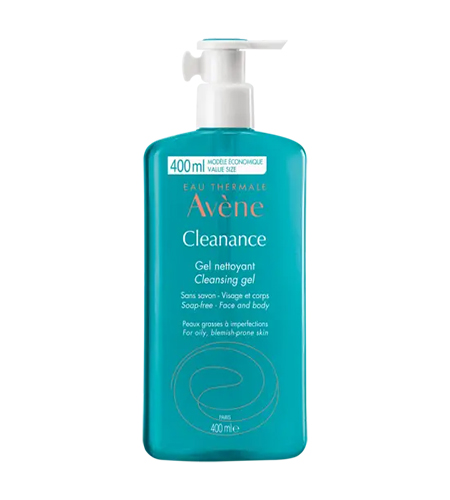 400ml MODÈLE ÉCONOMIQUE
VALUE SIZE
EAU THERMALE
Avène
Cleanance
Gel nettoyant
Cleansing gel
Sans savon - Visage et corps
Soap-free - Face and body
Peaux grasses à imperfections
For oily, blemish-prone skin
PARIS
400 ml e